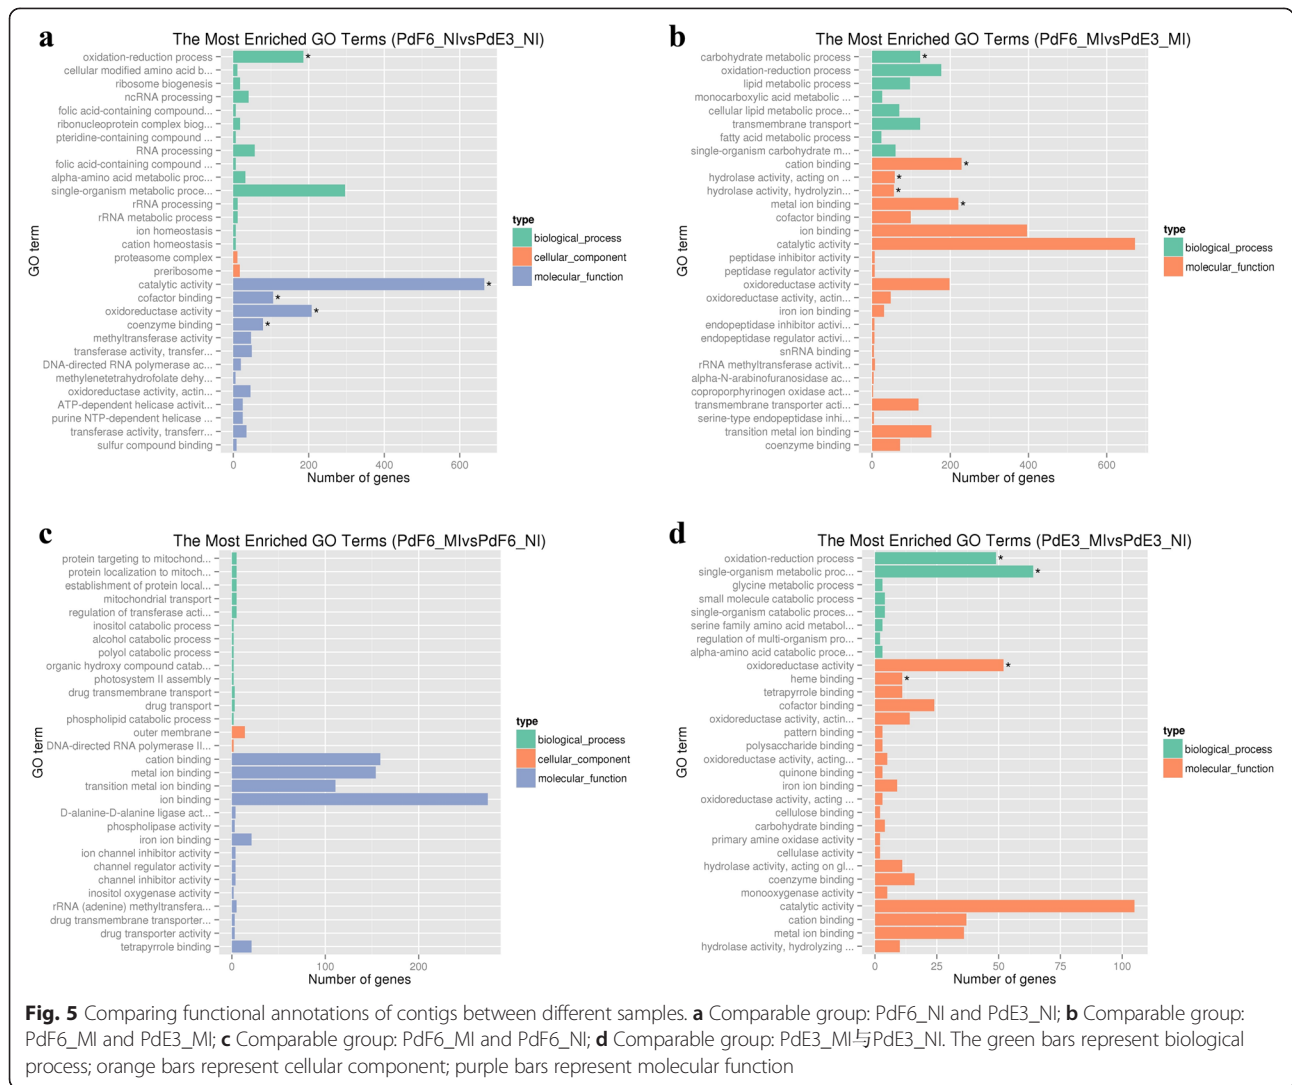 a
The Most Enriched GO Terms (PdF6_NIvsPdE3_NI)
oxidation-reduction process
*
cellular modified amino acid b...
ribosome biogenesis
ncRNA processing
folic acid-containing compound...
ribonucleoprotein complex biog...
pteridine-containing compound ...
RNA processing
folic acid-containing compound ...
alpha-amino acid metabolic proc...
single-organism metabolic proce...
rRNA processing
rRNA metabolic process
ion homeostasis
cation homeostasis
proteasome complex
preribosome
catalytic activity
*
cofactor binding
*
oxidoreductase activity
*
coenzyme binding
*
methyltransferase activity
transferase activity, transfer...
DNA-directed RNA polymerase ac...
methylenetetrahydrofolate dehy...
oxidoreductase activity, actin...
ATP-dependent helicase activit...
purine NTP-dependent helicase ...
transferase activity, transferr...
sulfur compound binding
GO term
0 200 400 600
Number of genes
type
biological_process
cellular_component
molecular_function
b
The Most Enriched GO Terms (PdF6_MIvsPdE3_MI)
carbohydrate metabolic process
*
oxidation-reduction process
lipid metabolic process
monocarboxylic acid metabolic ...
cellular lipid metabolic proce...
transmembrane transport
fatty acid metabolic process
single-organism carbohydrate m...
cation binding
*
hydrolase activity, acting on ...
*
hydrolase activity, hydrolyzin...
*
metal ion binding
*
cofactor binding
ion binding
catalytic activity
peptidase inhibitor activity
peptidase regulator activity
oxidoreductase activity
oxidoreductase activity, actin...
iron ion binding
endopeptidase inhibitor activi...
endopeptidase regulator activi...
snRNA binding
rRNA methyltransferase activit...
alpha-N-arabinofuranosidase ac...
coproporphyrinogen oxidase act...
transmembrane transporter acti...
serine-type endopeptidase inhi...
transition metal ion binding
coenzyme binding
GO term
0 200 400 600
Number of genes
type
biological_process
molecular_function
c
The Most Enriched GO Terms (PdF6_MIvsPdF6_NI)
protein targeting to mitochond...
protein localization to mitoch...
establishment of protein local...
mitochondrial transport
regulation of transferase acti...
inositol catabolic process
alcohol catabolic process
polyol catabolic process
organic hydroxy compound catab...
photosystem II assembly
drug transmembrane transport
drug transport
phospholipid catabolic process
outer membrane
DNA-directed RNA polymerase II...
cation binding
metal ion binding
transition metal ion binding
ion binding
D-alanine-D-alanine ligase act...
phospholipase activity
iron ion binding
ion channel inhibitor activity
channel regulator activity
channel inhibitor activity
inositol oxygenase activity
rRNA (adenine) methyltransfera...
drug transmembrane transporter...
drug transporter activity
tetrapyrrole binding
GO term
0 100 200
Number of genes
type
biological_process
cellular_component
molecular_function
d
The Most Enriched GO Terms (PdE3_MIvsPdE3_NI)
oxidation-reduction process
*
single-organism metabolic proc...
*
glycine metabolic process
small molecule catabolic process
single-organism catabolic proces...
serine family amino acid metabol...
regulation of multi-organism pro...
alpha-amino acid catabolic proce...
oxidoreductase activity
*
heme binding
*
tetrapyrrole binding
cofactor binding
oxidoreductase activity, actin...
pattern binding
polysaccharide binding
oxidoreductase activity, acting...
quinone binding
iron ion binding
oxidoreductase activity, acting ...
cellulose binding
carbohydrate binding
primary amine oxidase activity
cellulase activity
hydrolase activity, acting on gl...
coenzyme binding
monooxygenase activity
catalytic activity
cation binding
metal ion binding
hydrolase activity, hydrolyzing ...
GO term
0 25 50 75 100
Number of genes
type
biological_process
molecular_function
Fig. 5 Comparing functional annotations of contigs between different samples. a Comparable group: PdF6_NI and PdE3_NI; b Comparable group:
PdF6_MI and PdE3_MI; c Comparable group: PdF6_MI and PdF6_NI; d Comparable group: PdE3_MI与PdE3_NI. The green bars represent biological
process; orange bars represent cellular component; purple bars represent molecular function